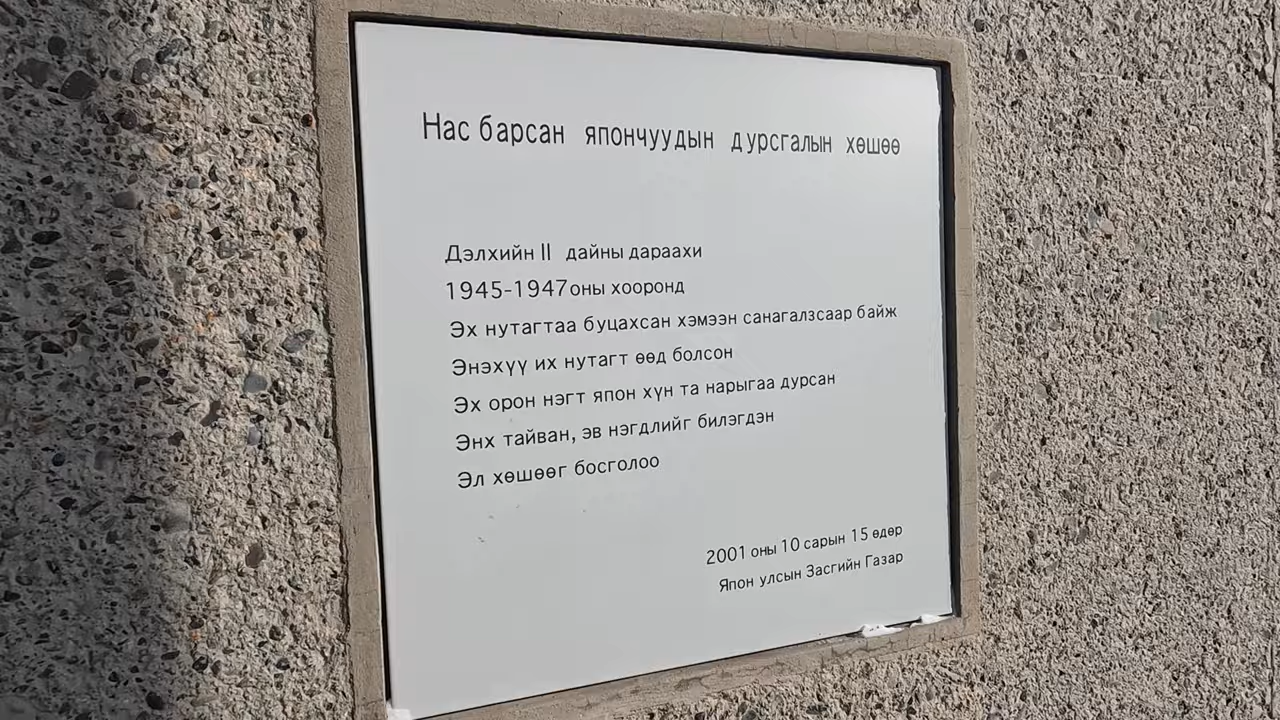 Нас барсан япончуудын дурсгалын хөшөө
Дэлхийн II дайны дараахи
1945-1947оны хооронд
Эх нутагтаа буцахсан хэмээн санагалзсаар байж
Энэхүү их нутагт өөд болсон
Эх орон нэгт япон хүн та нарыгаа дурсан
Энх тайван, эв нэгдлийг билэгдэн
Эл хөшөөг босголоо
2001 оны 10 сарын 15 өдөр
Япон улсын Засгийн Газар